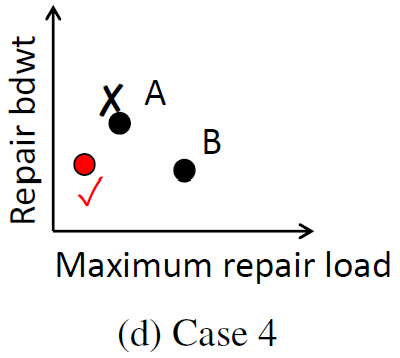 Repair bdwt
X
A
B
✓
Maximum repair load
(d) Case 4